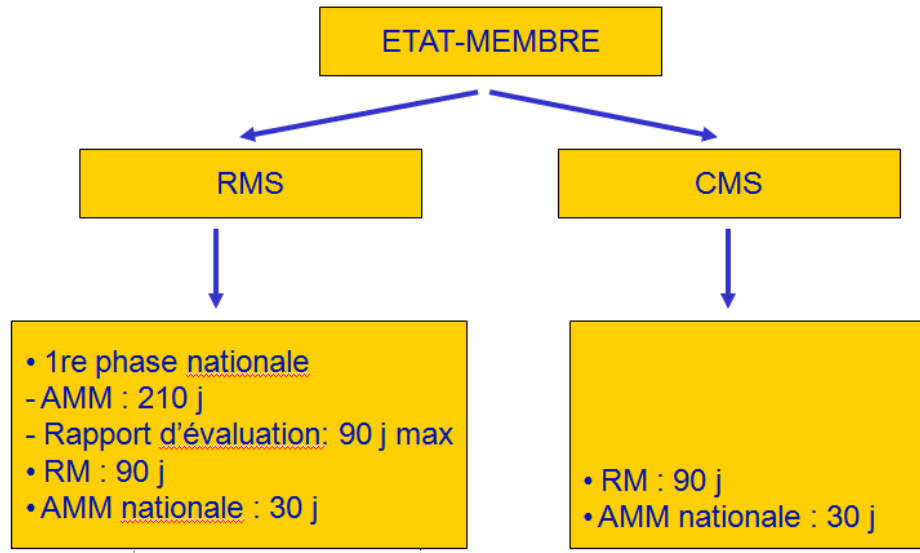 ETAT-MEMBRE
RMS
CMS
• 1re phase nationale
- AMM : 210 j
- Rapport d’évaluation: 90 j max
• RM : 90 j
• AMM nationale : 30 j
• RM : 90 j
• AMM nationale : 30 j